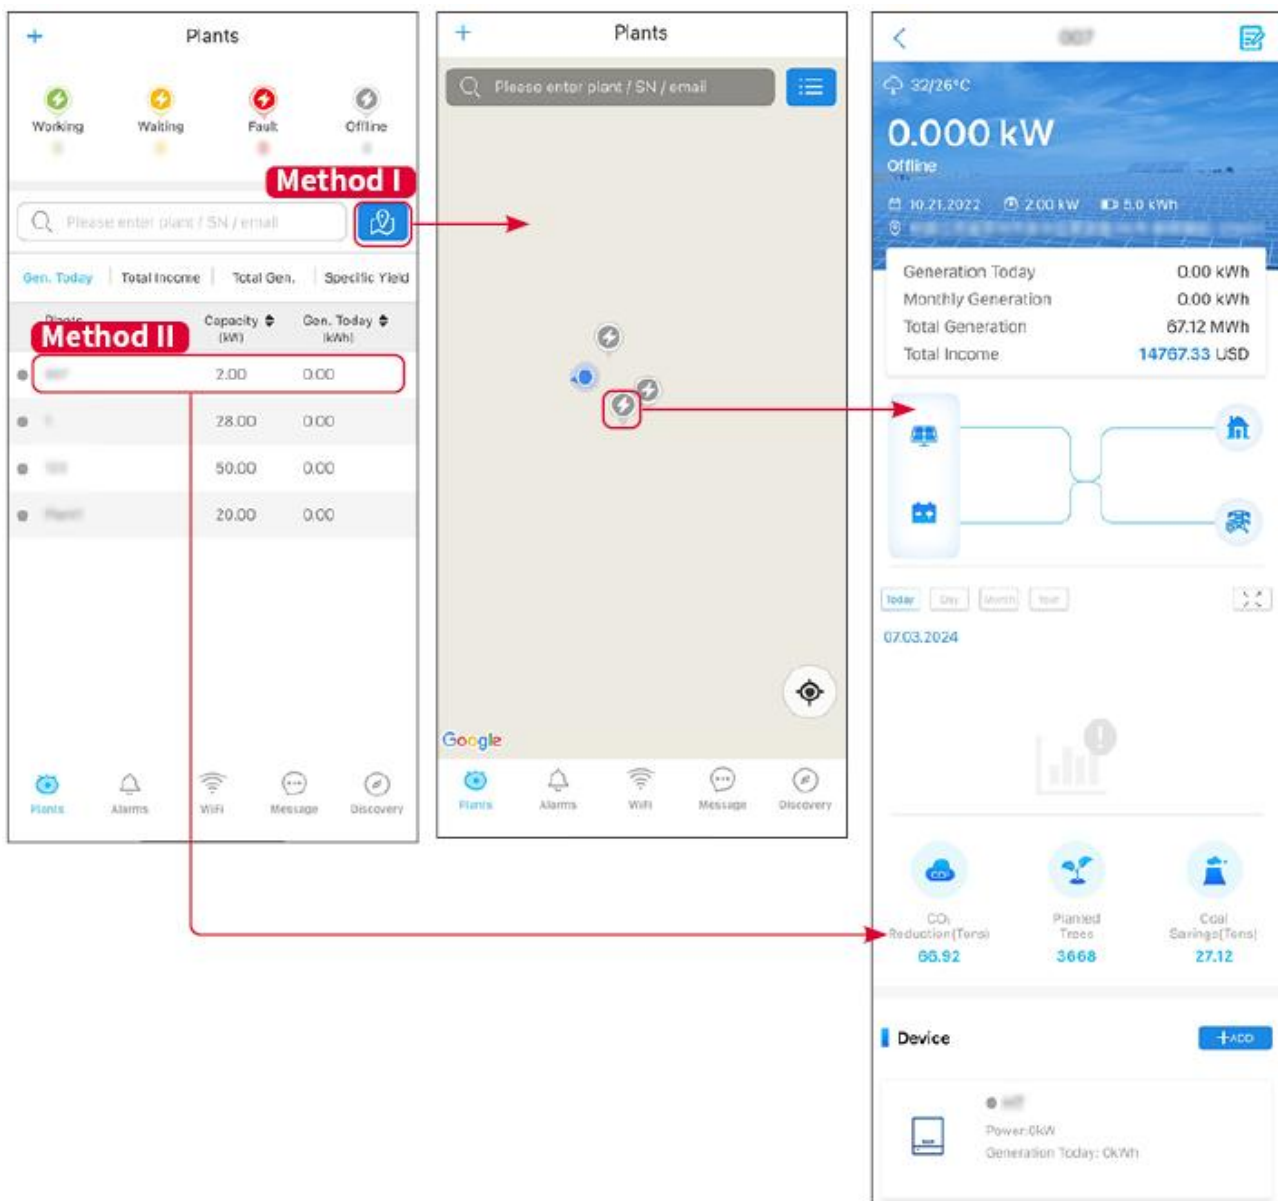 Plants
Working
Waiting
Fault
Offline
Method I
Please enter plant / SN / email
Gen. Today
Total Income
Total Gen.
Specific Yield
Plants
Capacity
(kW)
Gen. Today
(kWh)
Method II
2.00 0.00
28.00 0.00
50.00 0.00
20.00 0.00
Plants
Alarms
WiFi
Message
Discovery
Plants
Please enter plant / SN / email
Google
Plants
Alarms
WiFi
Message
Discovery
007
32/26°C
0.000 kW
Offline
10.21.2022 2.00 kW 5.0 kWh
Generation Today 0.00 kWh
Monthly Generation 0.00 kWh
Total Generation 67.12 MWh
Total Income 14767.33 USD
Today Day Month Year
07.03.2024
CO₂
Reduction(Tons)
66.92
Planted
Trees
3668
Coal
Savings(Tons)
27.12
Device
+ADD
Power:0kW
Generation Today: 0kWh